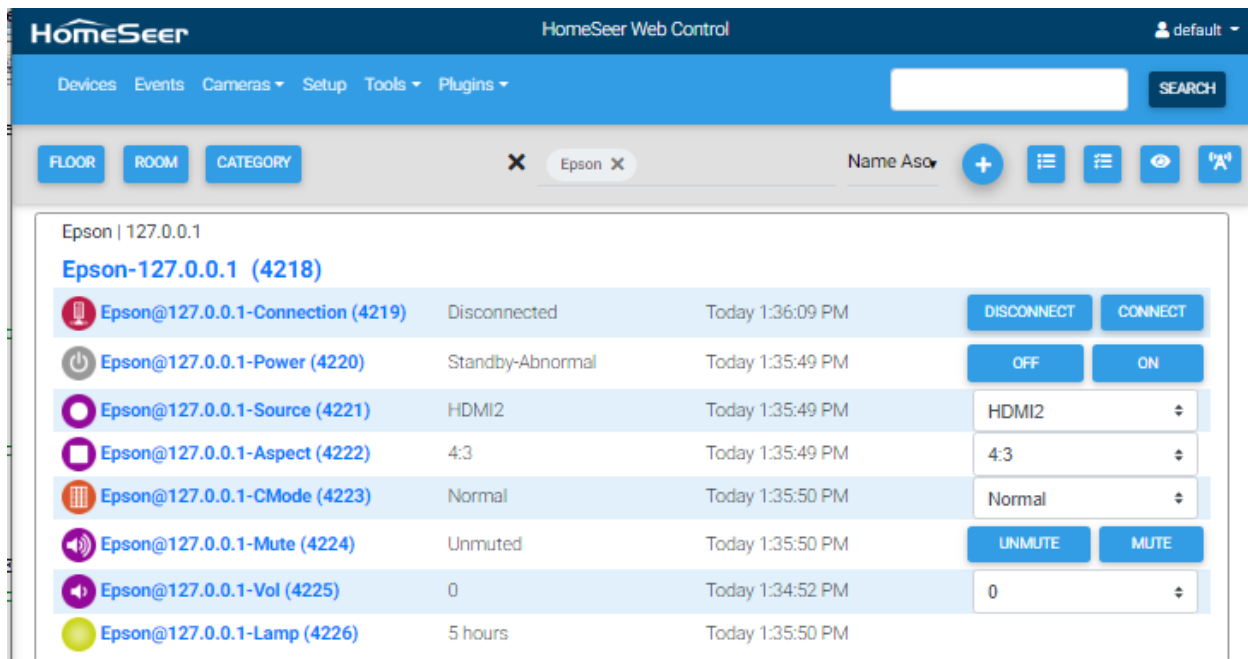 HomeSeer HomeSeer Web Control default
Devices Events Cameras Setup Tools Plugins SEARCH
FLOOR ROOM CATEGORY Epson Name Asc
Epson | 127.0.0.1
Epson-127.0.0.1 (4218)
Epson@127.0.0.1-Connection (4219) Disconnected Today 1:36:09 PM DISCONNECT CONNECT
Epson@127.0.0.1-Power (4220) Standby-Abnormal Today 1:35:49 PM OFF ON
Epson@127.0.0.1-Source (4221) HDMI2 Today 1:35:49 PM HDMI2
Epson@127.0.0.1-Aspect (4222) 4:3 Today 1:35:49 PM 4:3
Epson@127.0.0.1-CMode (4223) Normal Today 1:35:50 PM Normal
Epson@127.0.0.1-Mute (4224) Unmuted Today 1:35:50 PM UNMUTE MUTE
Epson@127.0.0.1-Vol (4225) 0 Today 1:34:52 PM 0
Epson@127.0.0.1-Lamp (4226) 5 hours Today 1:35:50 PM